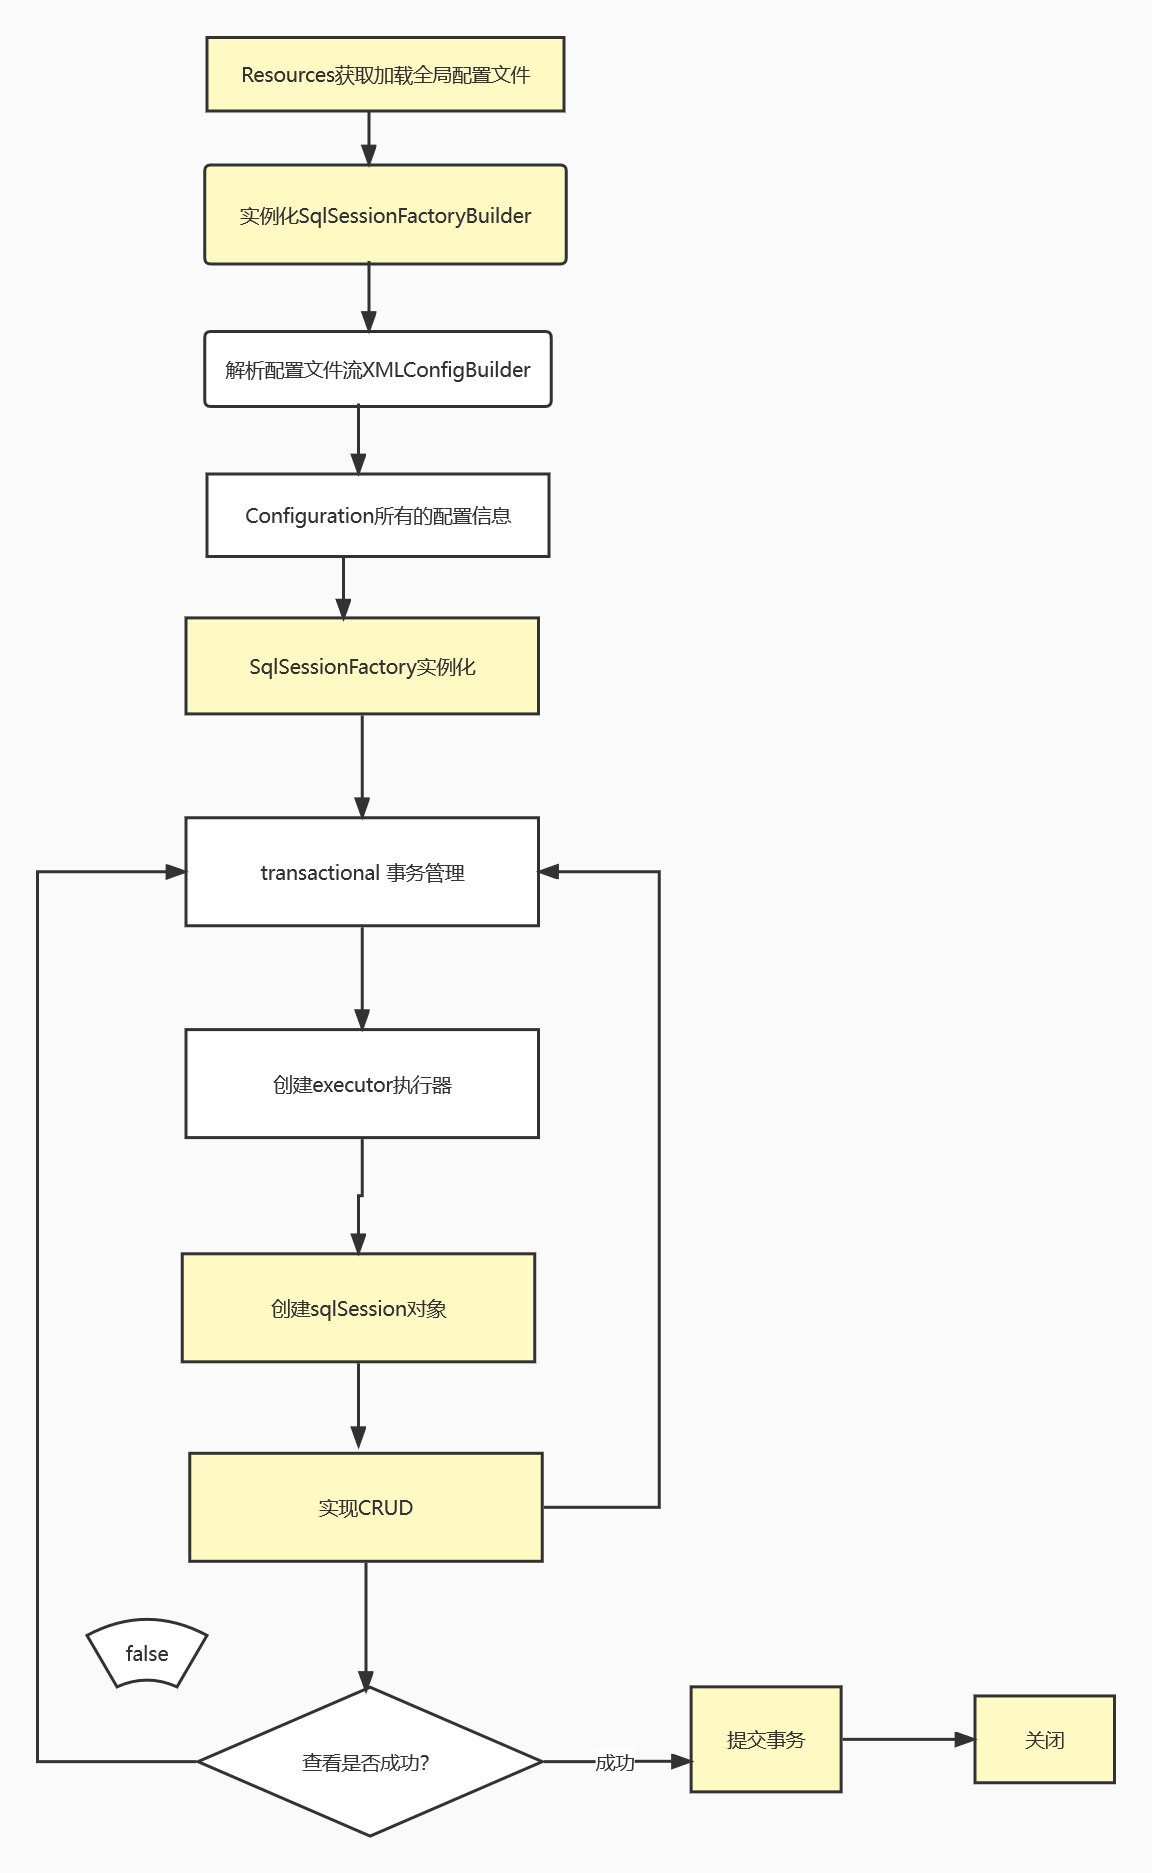 Resources获取加载全局配置文件
实例化SqlSessionFactoryBuilder
解析配置文件流XMLConfigBuilder
Configuration所有的配置信息
SqlSessionFactory实例化
transactional 事务管理
创建executor执行器
创建sqlSession对象
实现CRUD
false
查看是否成功?
成功
提交事务
关闭